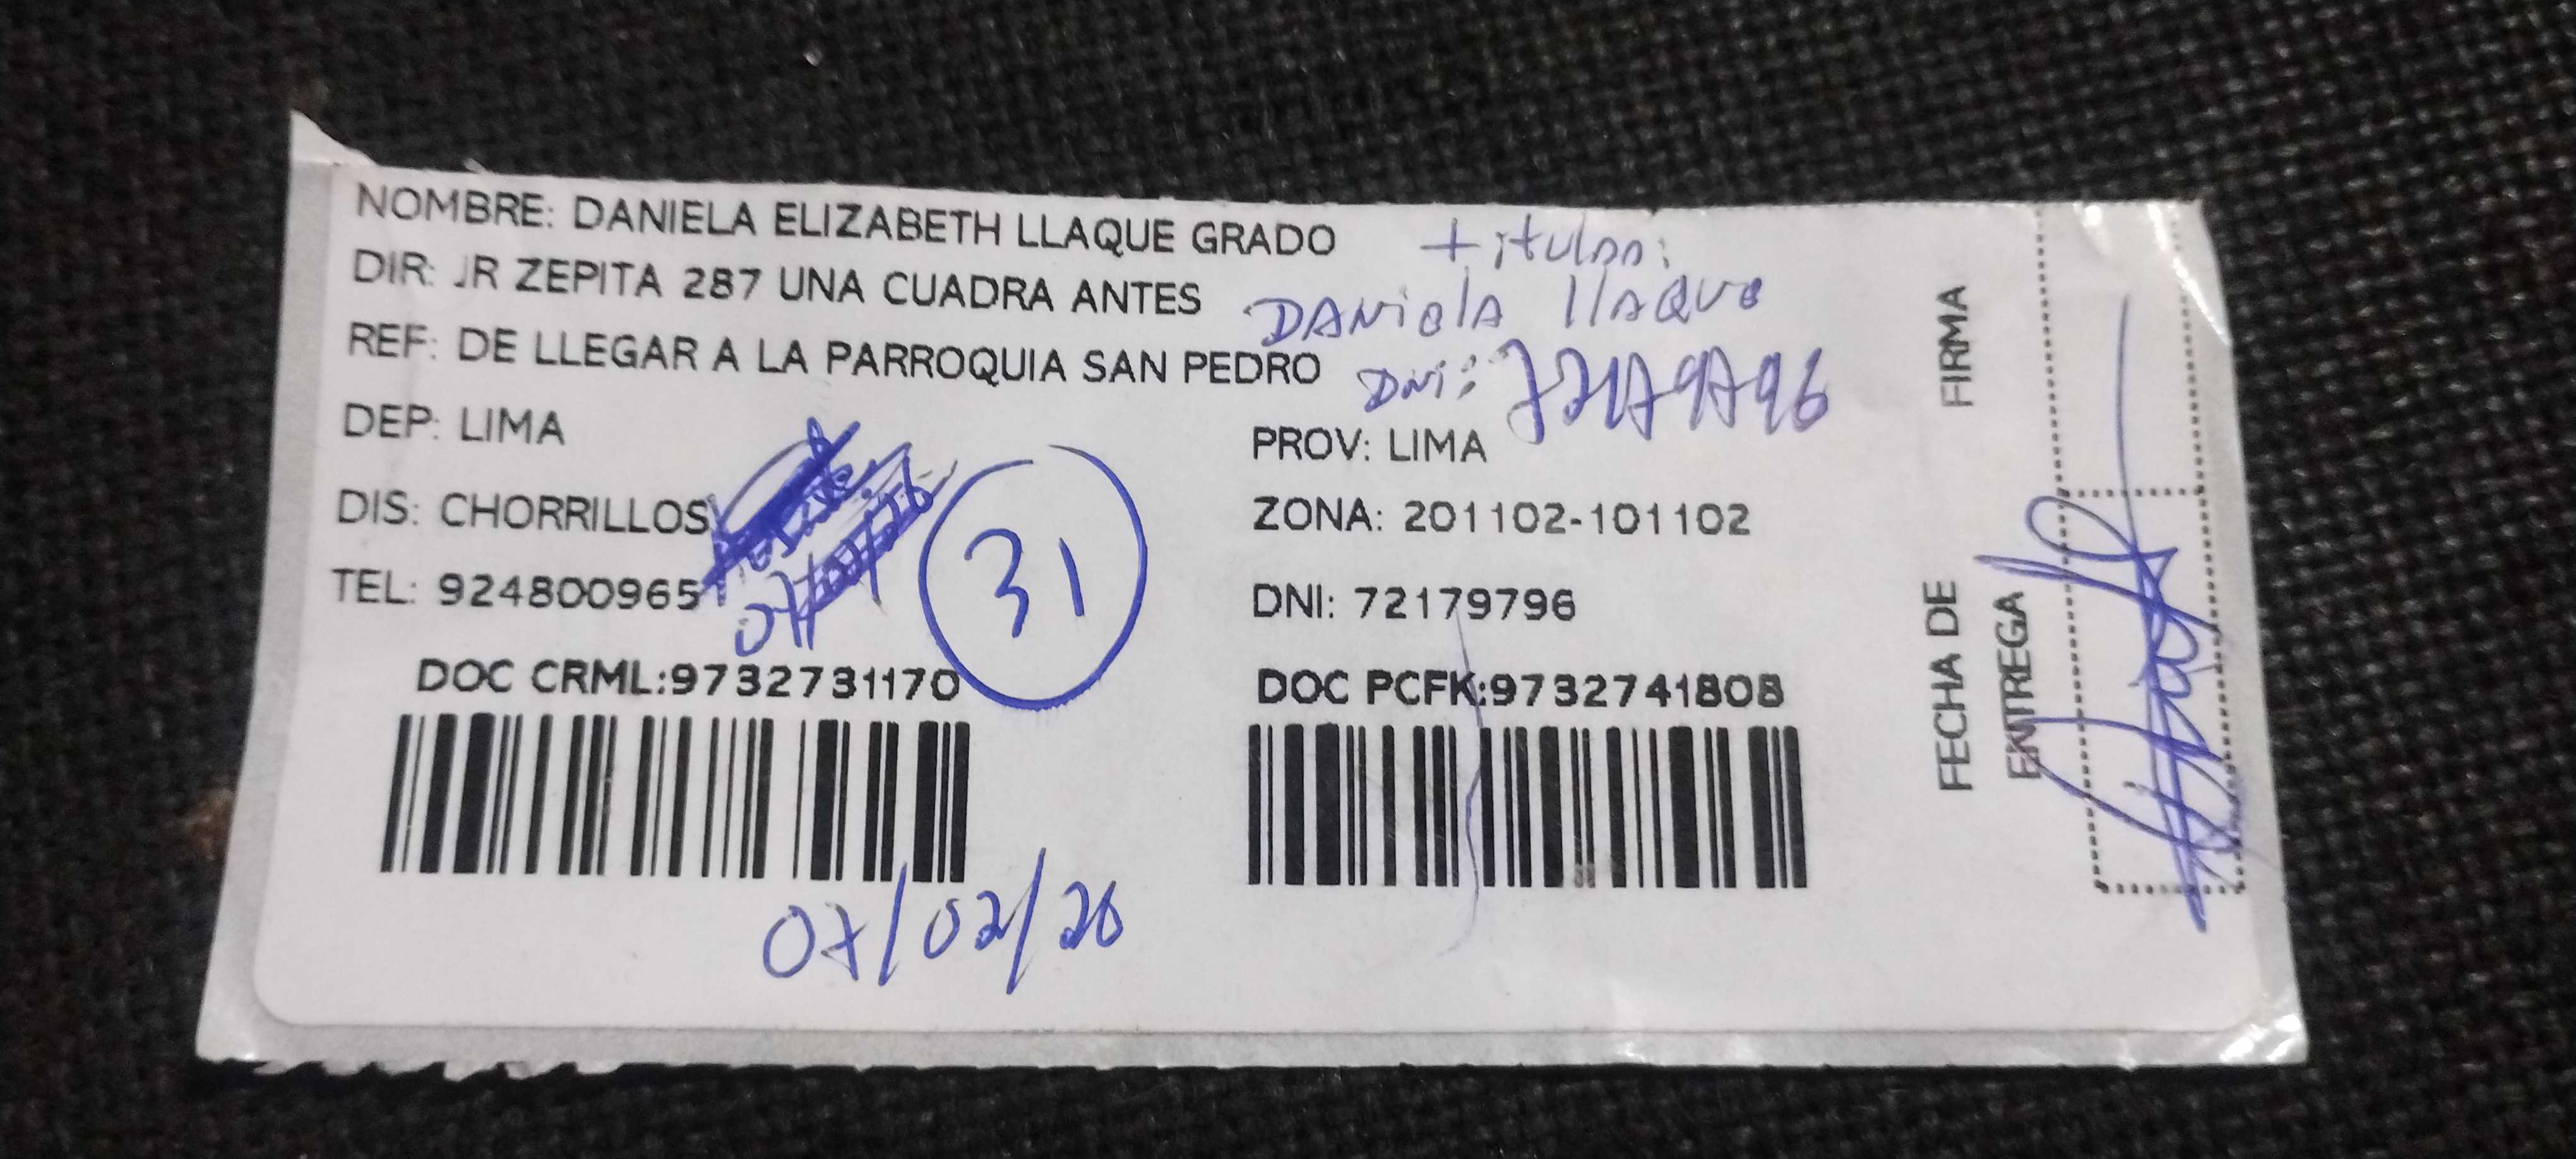 NOMBRE: DANIELA ELIZABETH LLAQUE GRADO
DIR: JR ZEPITA 287 UNA CUADRA ANTES
REF: DE LLEGAR A LA PARROQUIA SAN PEDRO
titular:
DANiela llaque
DNi: 72179796
DEP: LIMA
PROV: LIMA
DIS: CHORRILLOS
ZONA: 201102-101102
TEL: 924800965
DNI: 72179796
31
DOC CRML:9732731170
DOC PCFK:9732741808
07/02/26
FIRMA
FECHA DE
ENTREGA